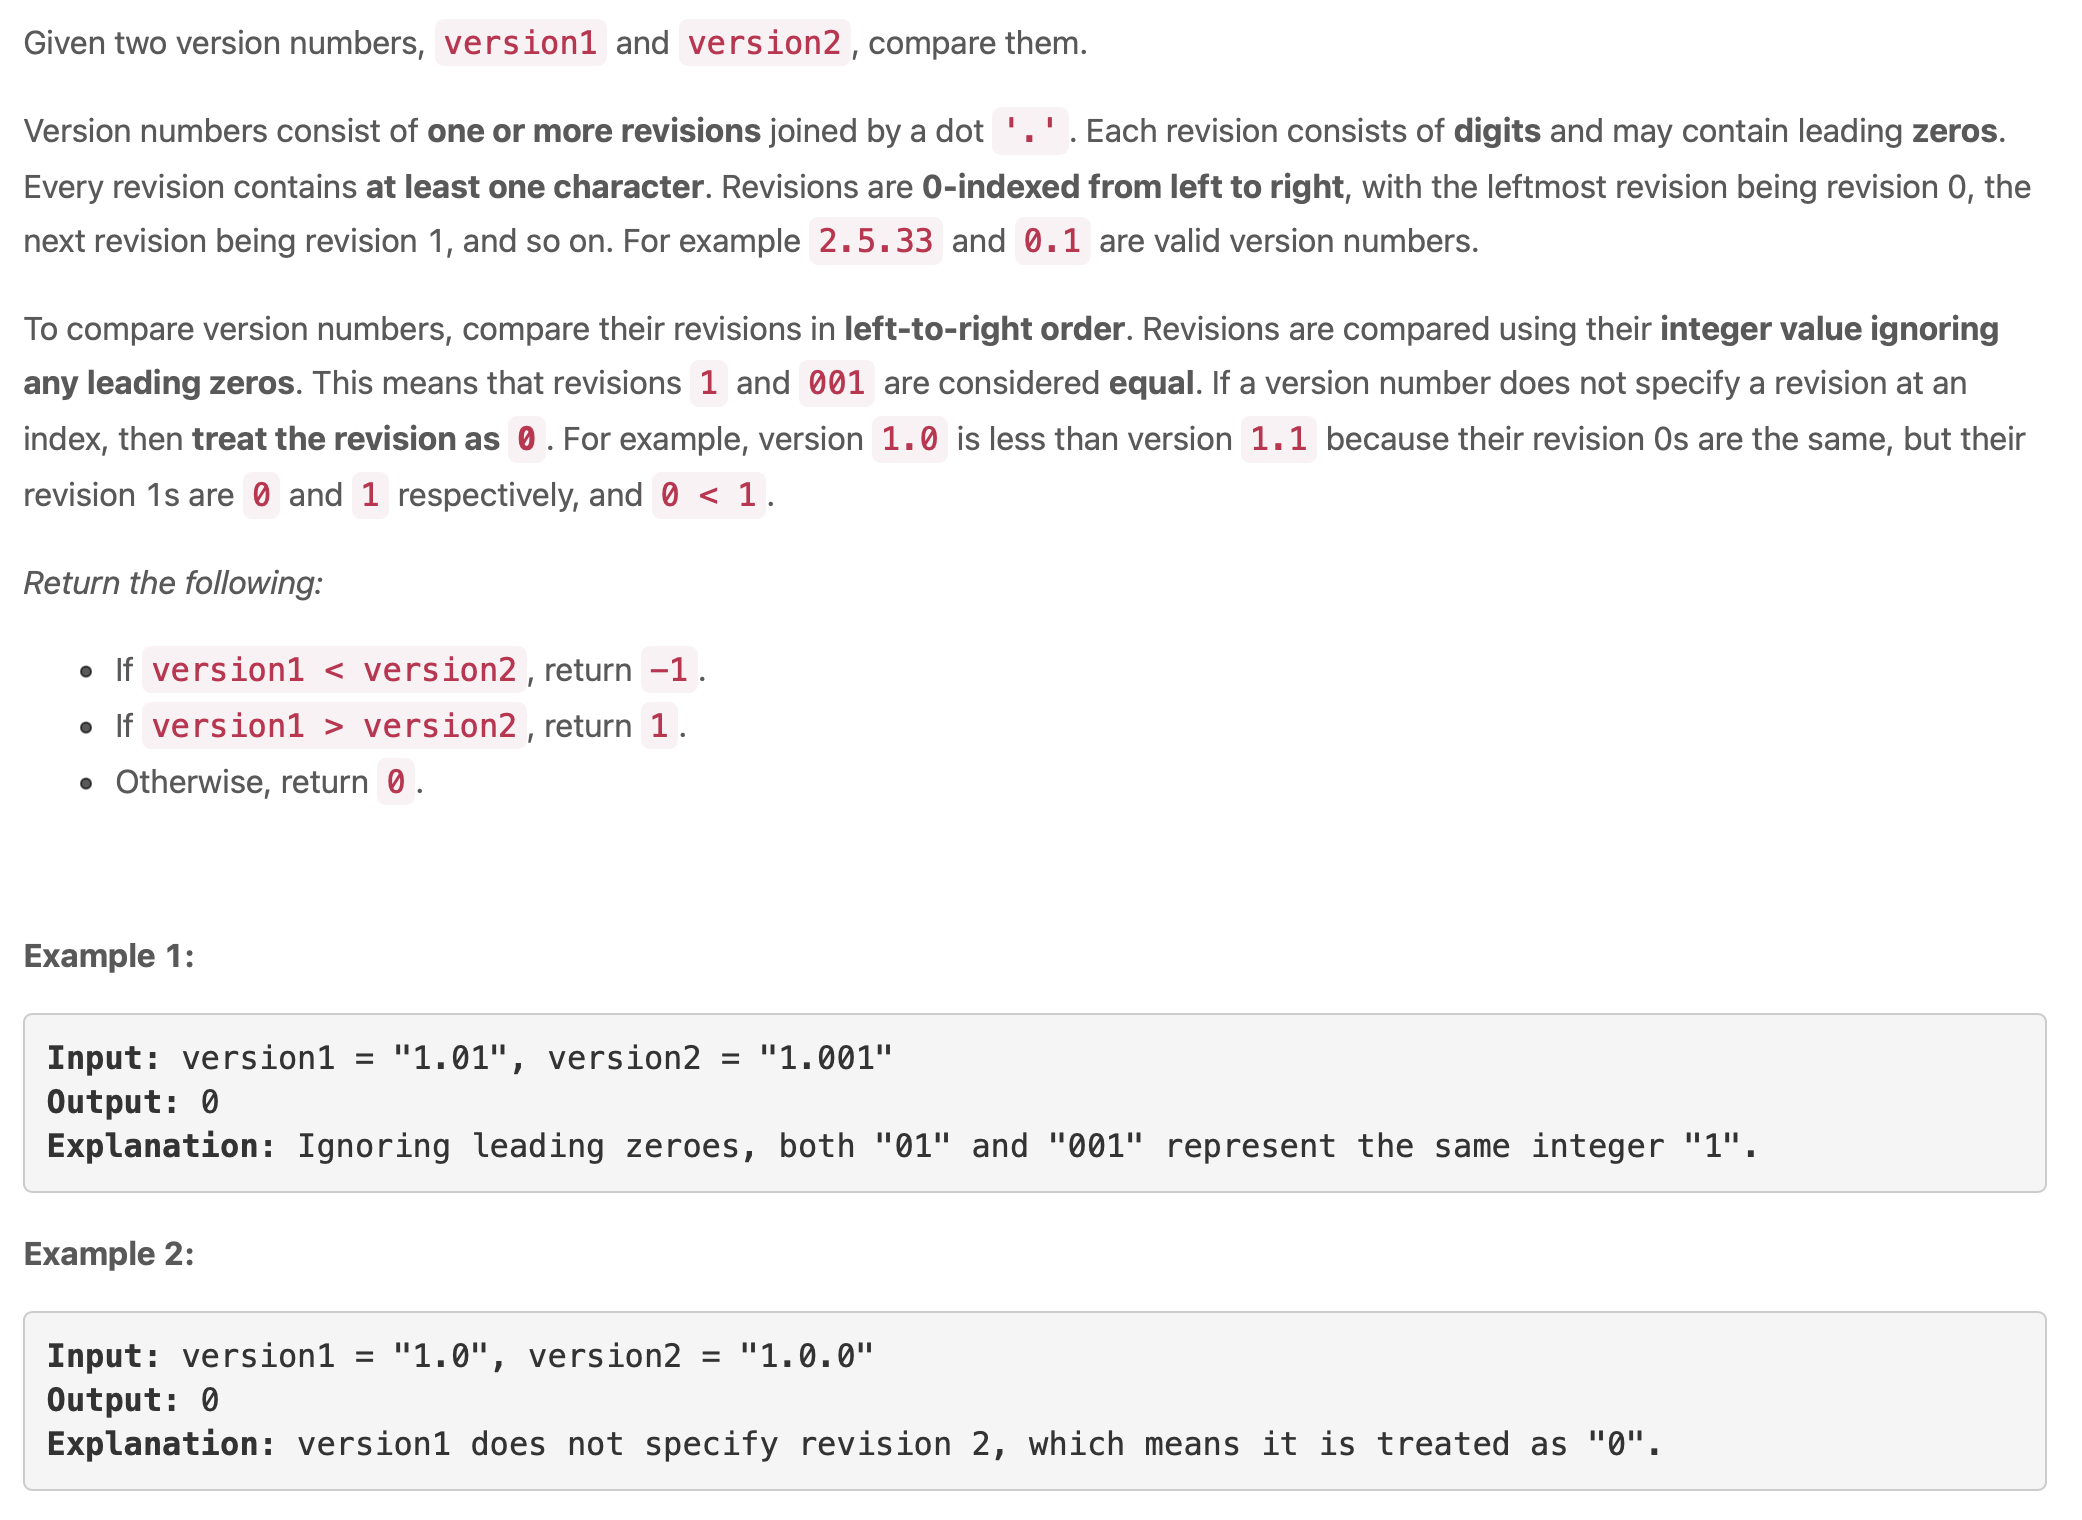 Given two version numbers, version1 and version2, compare them.
Version numbers consist of one or more revisions joined by a dot '.'. Each revision consists of digits and may contain leading zeros.
Every revision contains at least one character. Revisions are 0-indexed from left to right, with the leftmost revision being revision 0, the
next revision being revision 1, and so on. For example 2.5.33 and 0.1 are valid version numbers.
To compare version numbers, compare their revisions in left-to-right order. Revisions are compared using their integer value ignoring
any leading zeros. This means that revisions 1 and 001 are considered equal. If a version number does not specify a revision at an
index, then treat the revision as 0. For example, version 1.0 is less than version 1.1 because their revision 0s are the same, but their
revision 1s are 0 and 1 respectively, and 0 < 1.
Return the following:
• If version1 < version2, return -1.
• If version1 > version2, return 1.
• Otherwise, return 0.
Example 1:
Input: version1 = "1.01", version2 = "1.001"
Output: 0
Explanation: Ignoring leading zeroes, both "01" and "001" represent the same integer "1".
Example 2:
Input: version1 = "1.0", version2 = "1.0.0"
Output: 0
Explanation: version1 does not specify revision 2, which means it is treated as "0".